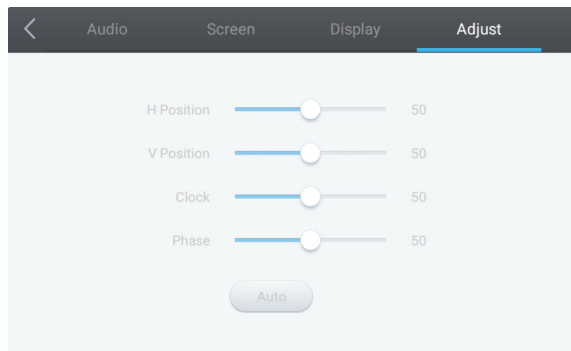 Audio Screen Display Adjust
H Position 50
V Position 50
Clock 50
Phase 50
Auto